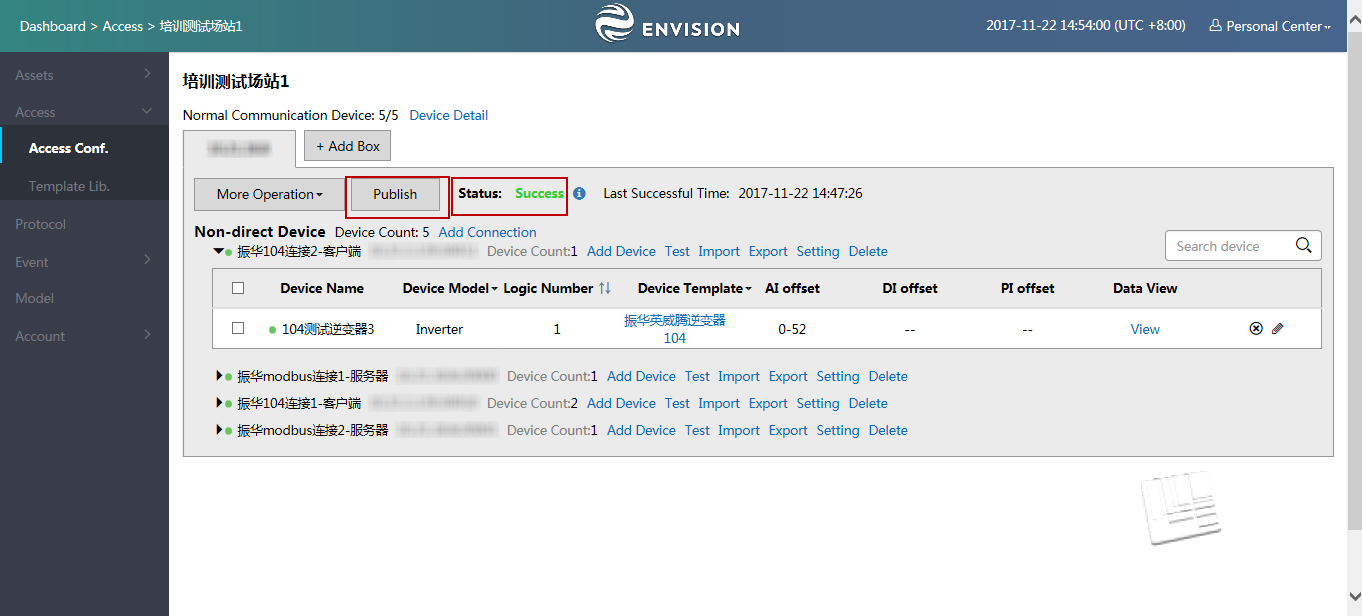 Dashboard > Access > 培训测试场站1
ENVISION
2017-11-22 14:54:00 (UTC +8:00)
Personal Center
Assets
Access
Access Conf.
Template Lib.
Protocol
Event
Model
Account
培训测试场站1
Normal Communication Device: 5/5 Device Detail
+ Add Box
More Operation
Publish
Status: Success
Last Successful Time: 2017-11-22 14:47:26
Non-direct Device Device Count: 5 Add Connection
振华104连接2-客户端 Device Count:1 Add Device Test Import Export Setting Delete
Search device
Device Name Device Model Logic Number Device Template AI offset DI offset PI offset Data View
104测试逆变器3 Inverter 1 振华英威腾逆变器 0-52 -- -- View
104
振华modbus连接1-服务器 Device Count:1 Add Device Test Import Export Setting Delete
振华104连接1-客户端 Device Count:2 Add Device Test Import Export Setting Delete
振华modbus连接2-服务器 Device Count:1 Add Device Test Import Export Setting Delete